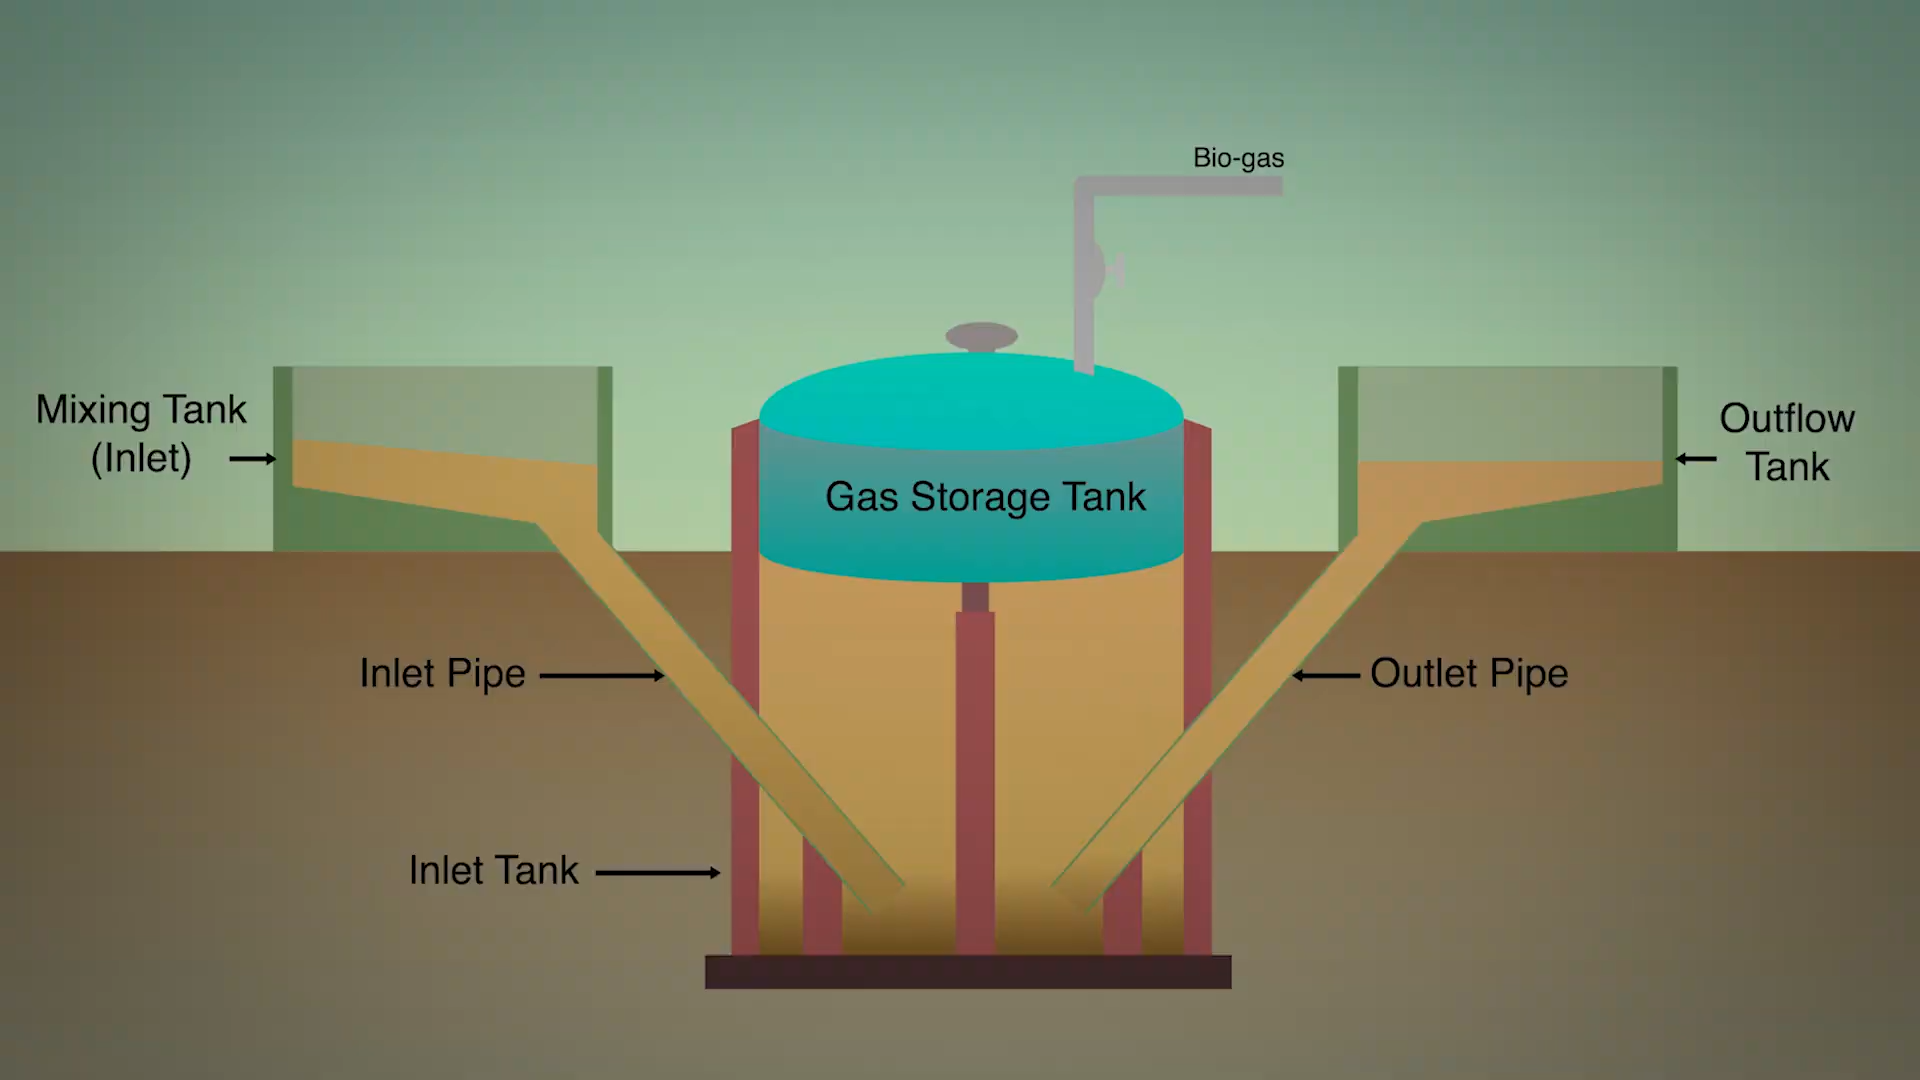 Bio-gas
Mixing Tank
(Inlet)
Outflow
Tank
Gas Storage Tank
Inlet Pipe
Outlet Pipe
Inlet Tank